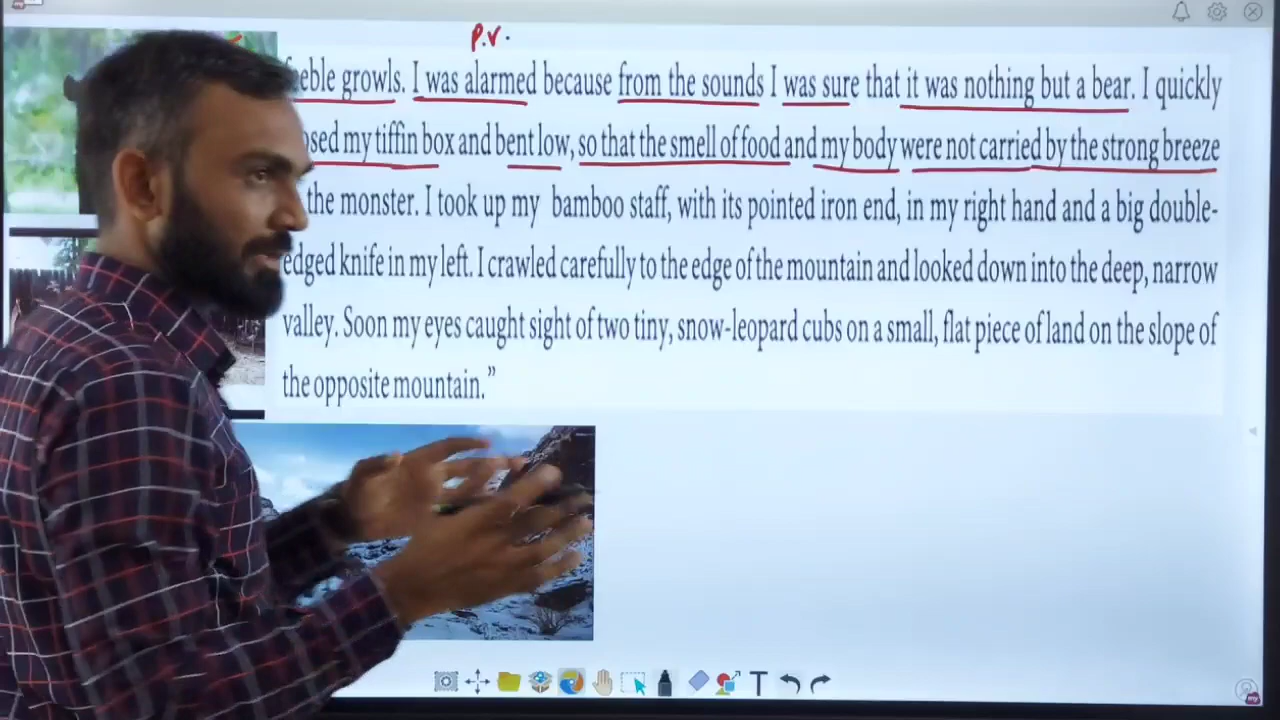 P.V.
feeble growls. I was alarmed because from the sounds I was sure that it was nothing but a bear. I quickly
my tiffin box and bent low, so that the smell of food and my body were not carried by the strong breeze
the monster. I took up my bamboo staff, with its pointed iron end, in my right hand and a big double-
edged knife in my left. I crawled carefully to the edge of the mountain and looked down into the deep, narrow
valley. Soon my eyes caught sight of two tiny, snow-leopard cubs on a small, flat piece of land on the slope of
the opposite mountain.”
T